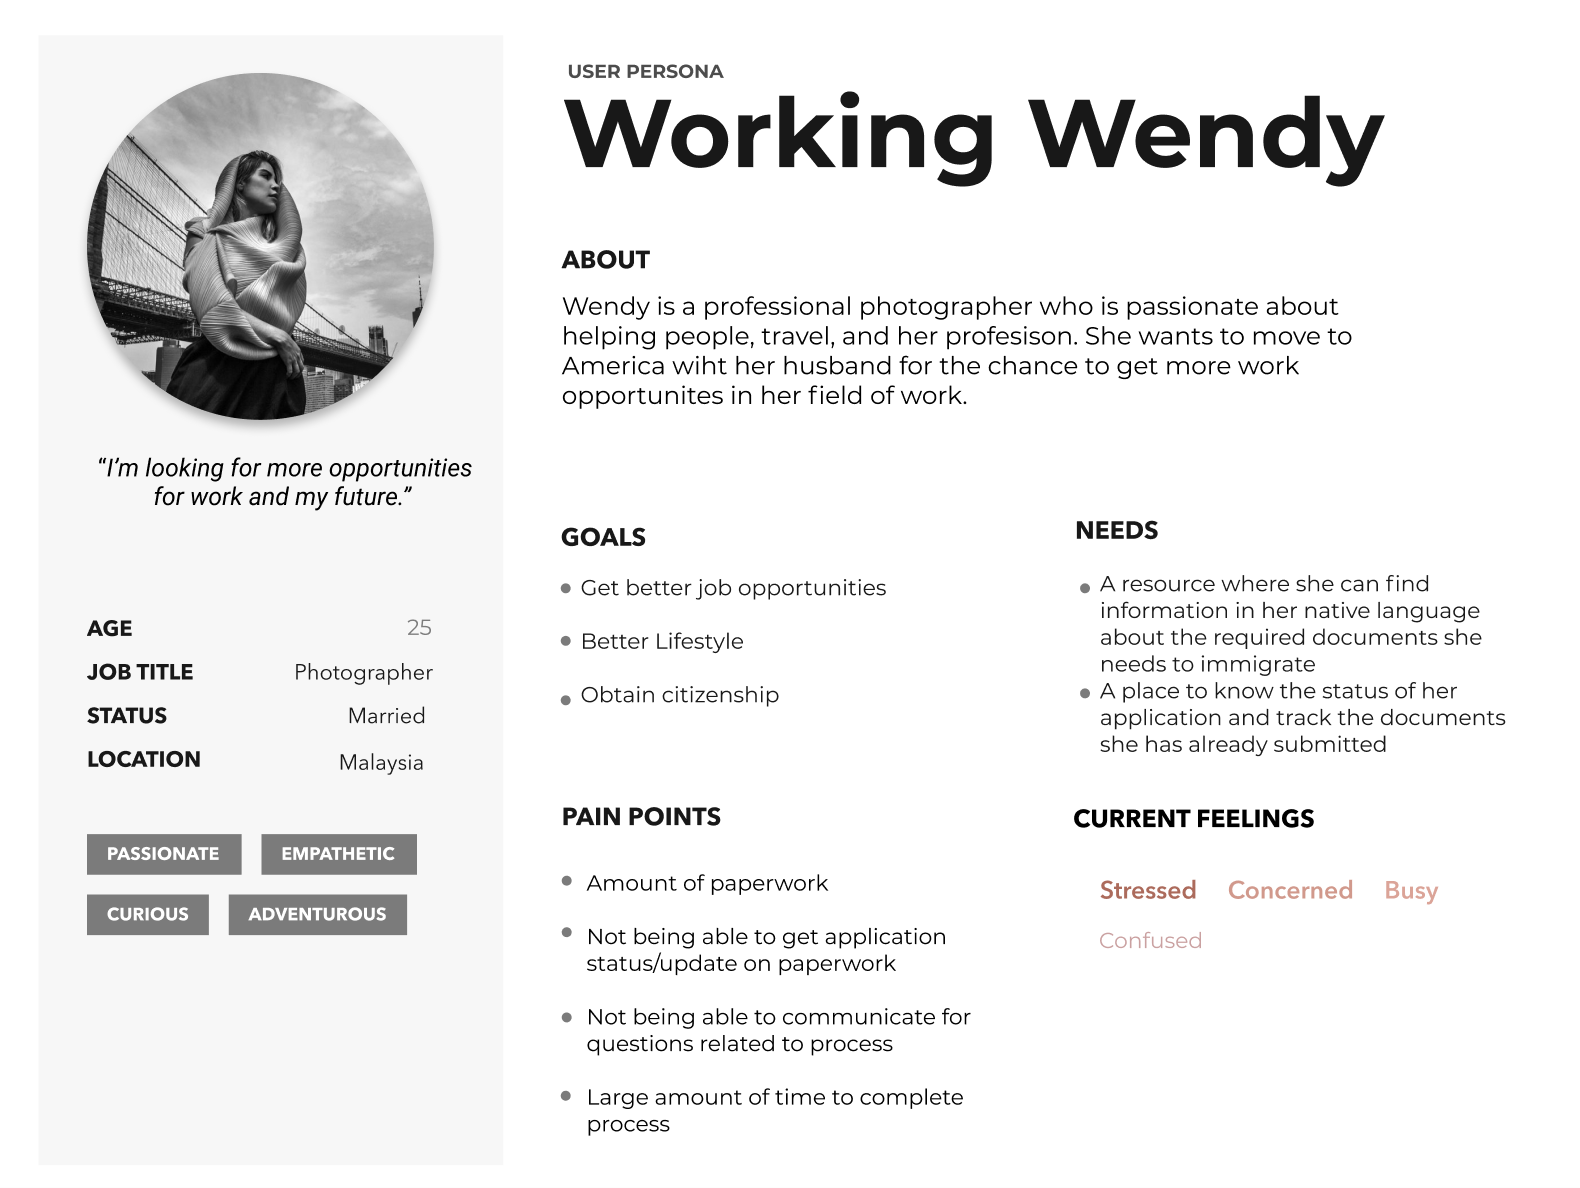 “I’m looking for more opportunities
for work and my future.”
AGE 25
JOB TITLE Photographer
STATUS Married
LOCATION Malaysia
PASSIONATE EMPATHETIC
CURIOUS ADVENTUROUS
USER PERSONA
Working Wendy
ABOUT
Wendy is a professional photographer who is passionate about
helping people, travel, and her profesison. She wants to move to
America wiht her husband for the chance to get more work
opportunites in her field of work.
GOALS
Get better job opportunities
Better Lifestyle
Obtain citizenship
NEEDS
A resource where she can find
information in her native language
about the required documents she
needs to immigrate
A place to know the status of her
application and track the documents
she has already submitted
PAIN POINTS
Amount of paperwork
Not being able to get application
status/update on paperwork
Not being able to communicate for
questions related to process
Large amount of time to complete
process
CURRENT FEELINGS
Stressed Concerned Busy
Confused